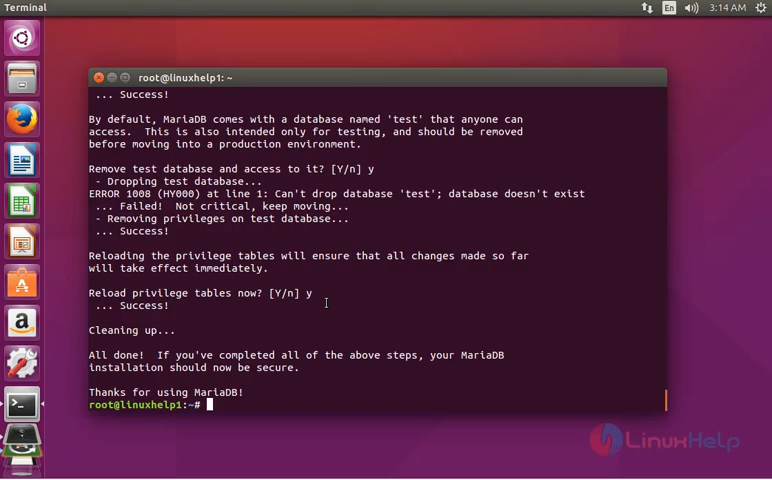 Terminal
En
3:14 AM
root@linuxhelp1: ~
... Success!
By default, MariaDB comes with a database named 'test' that anyone can
access.  This is also intended only for testing, and should be removed
before moving into a production environment.
Remove test database and access to it? [Y/n] y
- Dropping test database...
ERROR 1008 (HY000) at line 1: Can't drop database 'test'; database doesn't exist
... Failed!  Not critical, keep moving...
- Removing privileges on test database...
... Success!
Reloading the privilege tables will ensure that all changes made so far
will take effect immediately.
Reload privilege tables now? [Y/n] y
... Success!
Cleaning up...
All done!  If you've completed all of the above steps, your MariaDB
installation should now be secure.
Thanks for using MariaDB!
root@linuxhelp1:~#
LinuxHelp